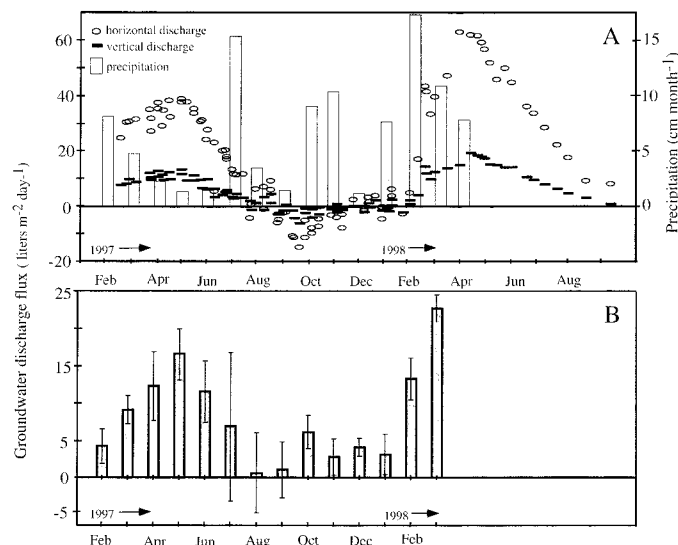 60
40
20
0
-20
horizontal discharge
vertical discharge
precipitation
A
15
10
5
0
1997
1998
Feb Apr Jun Aug Oct Dec Feb Apr Jun Aug
Groundwater discharge flux ( liters m-2 day-1)
Precipitation (cm month-1)
25
15
5
0
-5
B
1997
1998
Feb Apr Jun Aug Oct Dec Feb